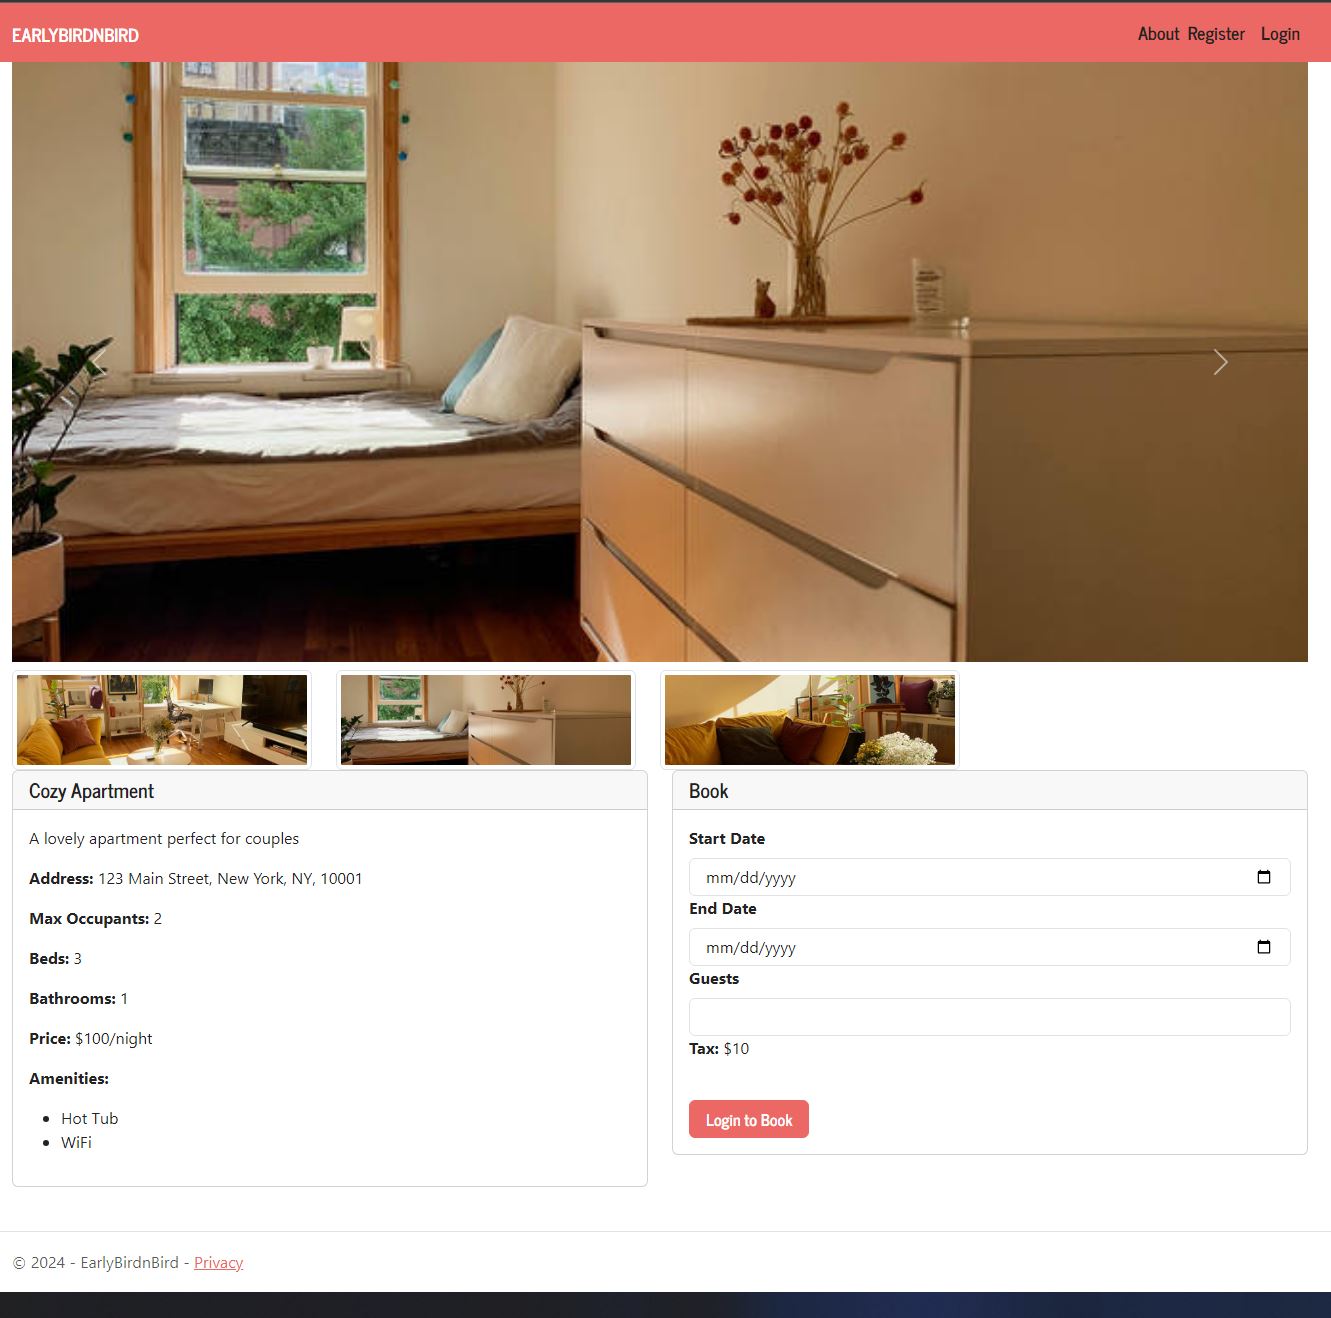 EARLYBIRDNBIRD
About Register Login
Cozy Apartment
A lovely apartment perfect for couples
Address: 123 Main Street, New York, NY, 10001
Max Occupants: 2
Beds: 3
Bathrooms: 1
Price: $100/night
Amenities:
Hot Tub
WiFi
Book
Start Date
mm/dd/yyyy
End Date
mm/dd/yyyy
Guests
Tax: $10
Login to Book
© 2024 - EarlyBirdnBird - Privacy